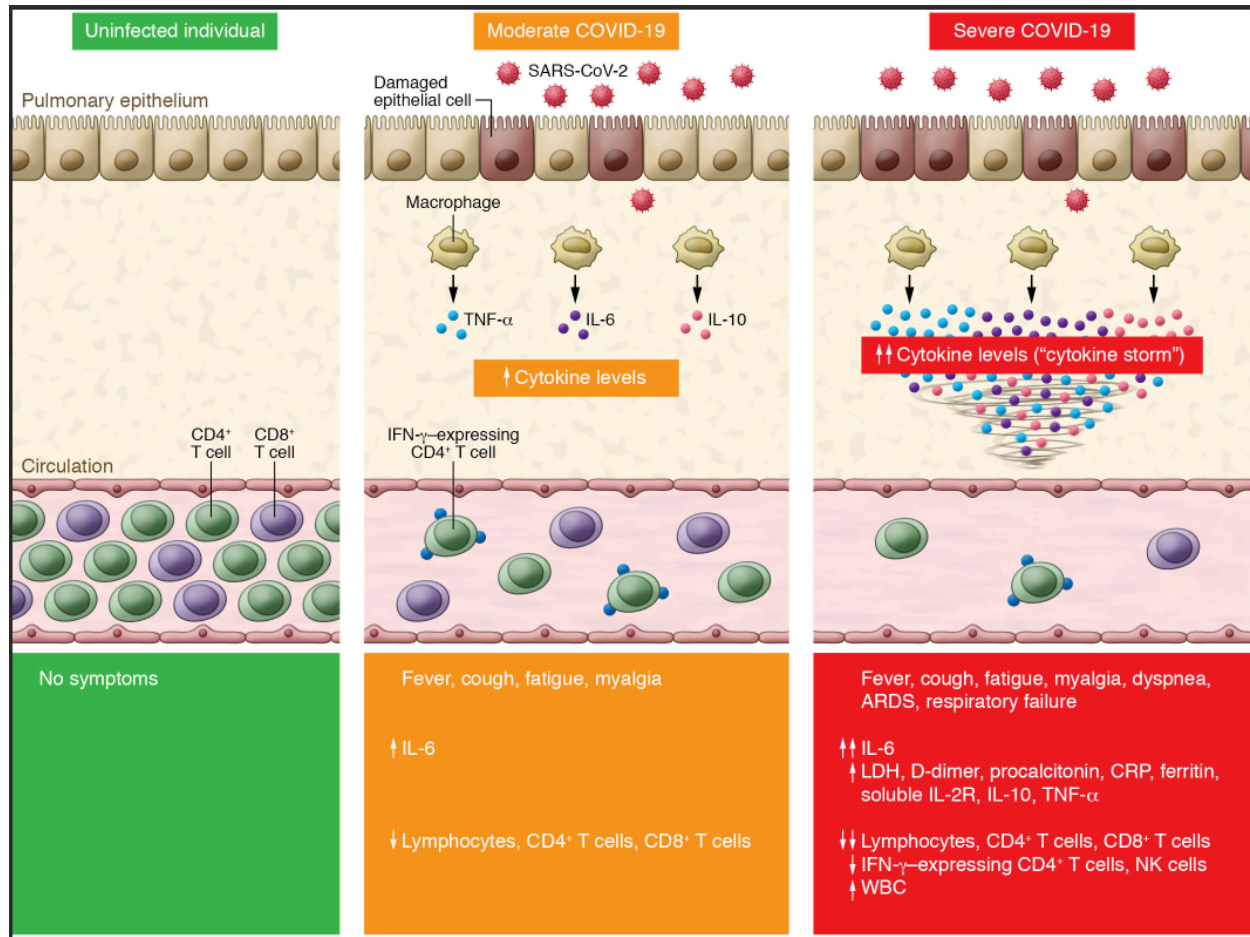 Uninfected individual
Moderate COVID-19
Severe COVID-19
Pulmonary epithelium
Damaged
epithelial cell
SARS-CoV-2
Macrophage
TNF-α
IL-6
IL-10
↑ Cytokine levels
↑↑ Cytokine levels (“cytokine storm”)
Circulation
CD4⁺
T cell
CD8⁺
T cell
IFN-γ–expressing
CD4⁺ T cell
No symptoms
Fever, cough, fatigue, myalgia
↑ IL-6
↓ Lymphocytes, CD4⁺ T cells, CD8⁺ T cells
Fever, cough, fatigue, myalgia, dyspnea,
ARDS, respiratory failure
↑↑ IL-6
↑ LDH, D-dimer, procalcitonin, CRP, ferritin,
soluble IL-2R, IL-10, TNF-α
↓↓ Lymphocytes, CD4⁺ T cells, CD8⁺ T cells
↓ IFN-γ–expressing CD4⁺ T cells, NK cells
↑ WBC